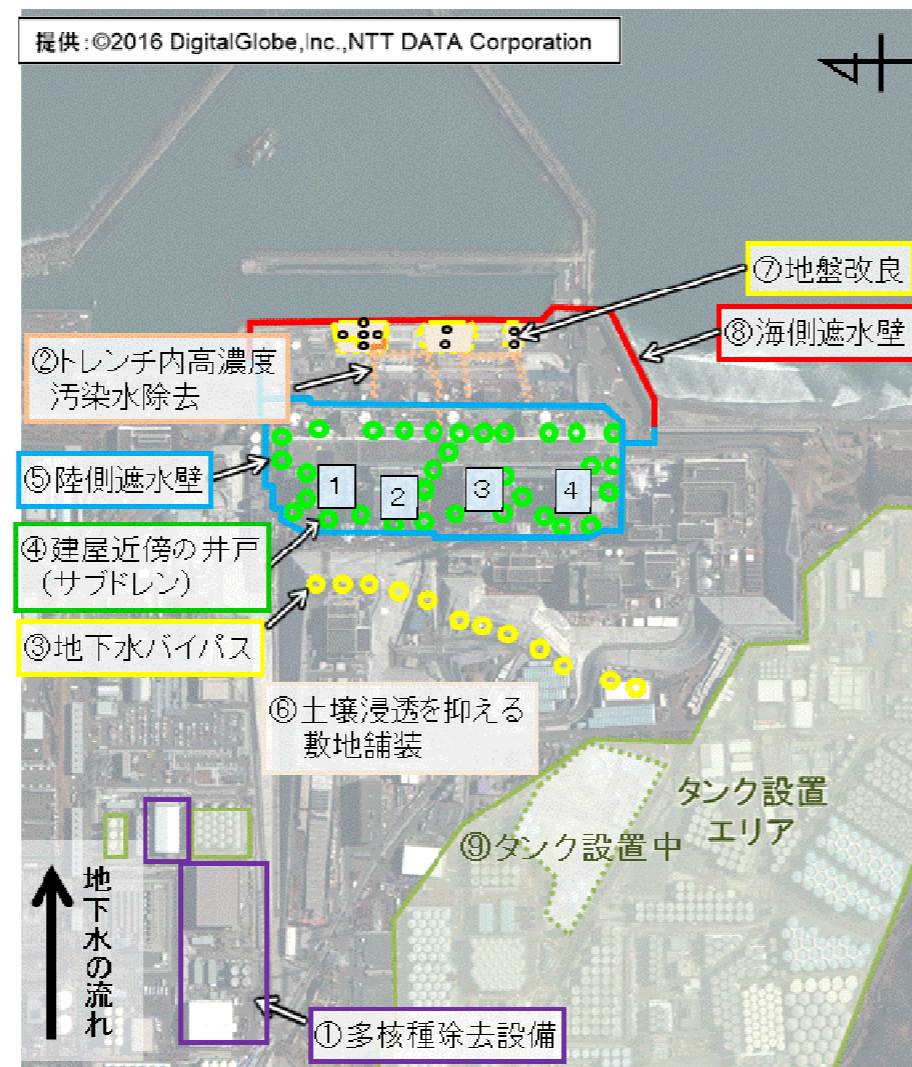 提供:©2016 DigitalGlobe,Inc.,NTT DATA Corporation
⑦地盤改良
⑧海側遮水壁
②トレンチ内高濃度
汚染水除去
⑤陸側遮水壁
1
2
3
4
④建屋近傍の井戸
(サブドレン)
③地下水バイパス
⑥土壌浸透を抑える
敷地舗装
タンク設置
エリア
⑨タンク設置中
地下水の流れ
①多核種除去設備